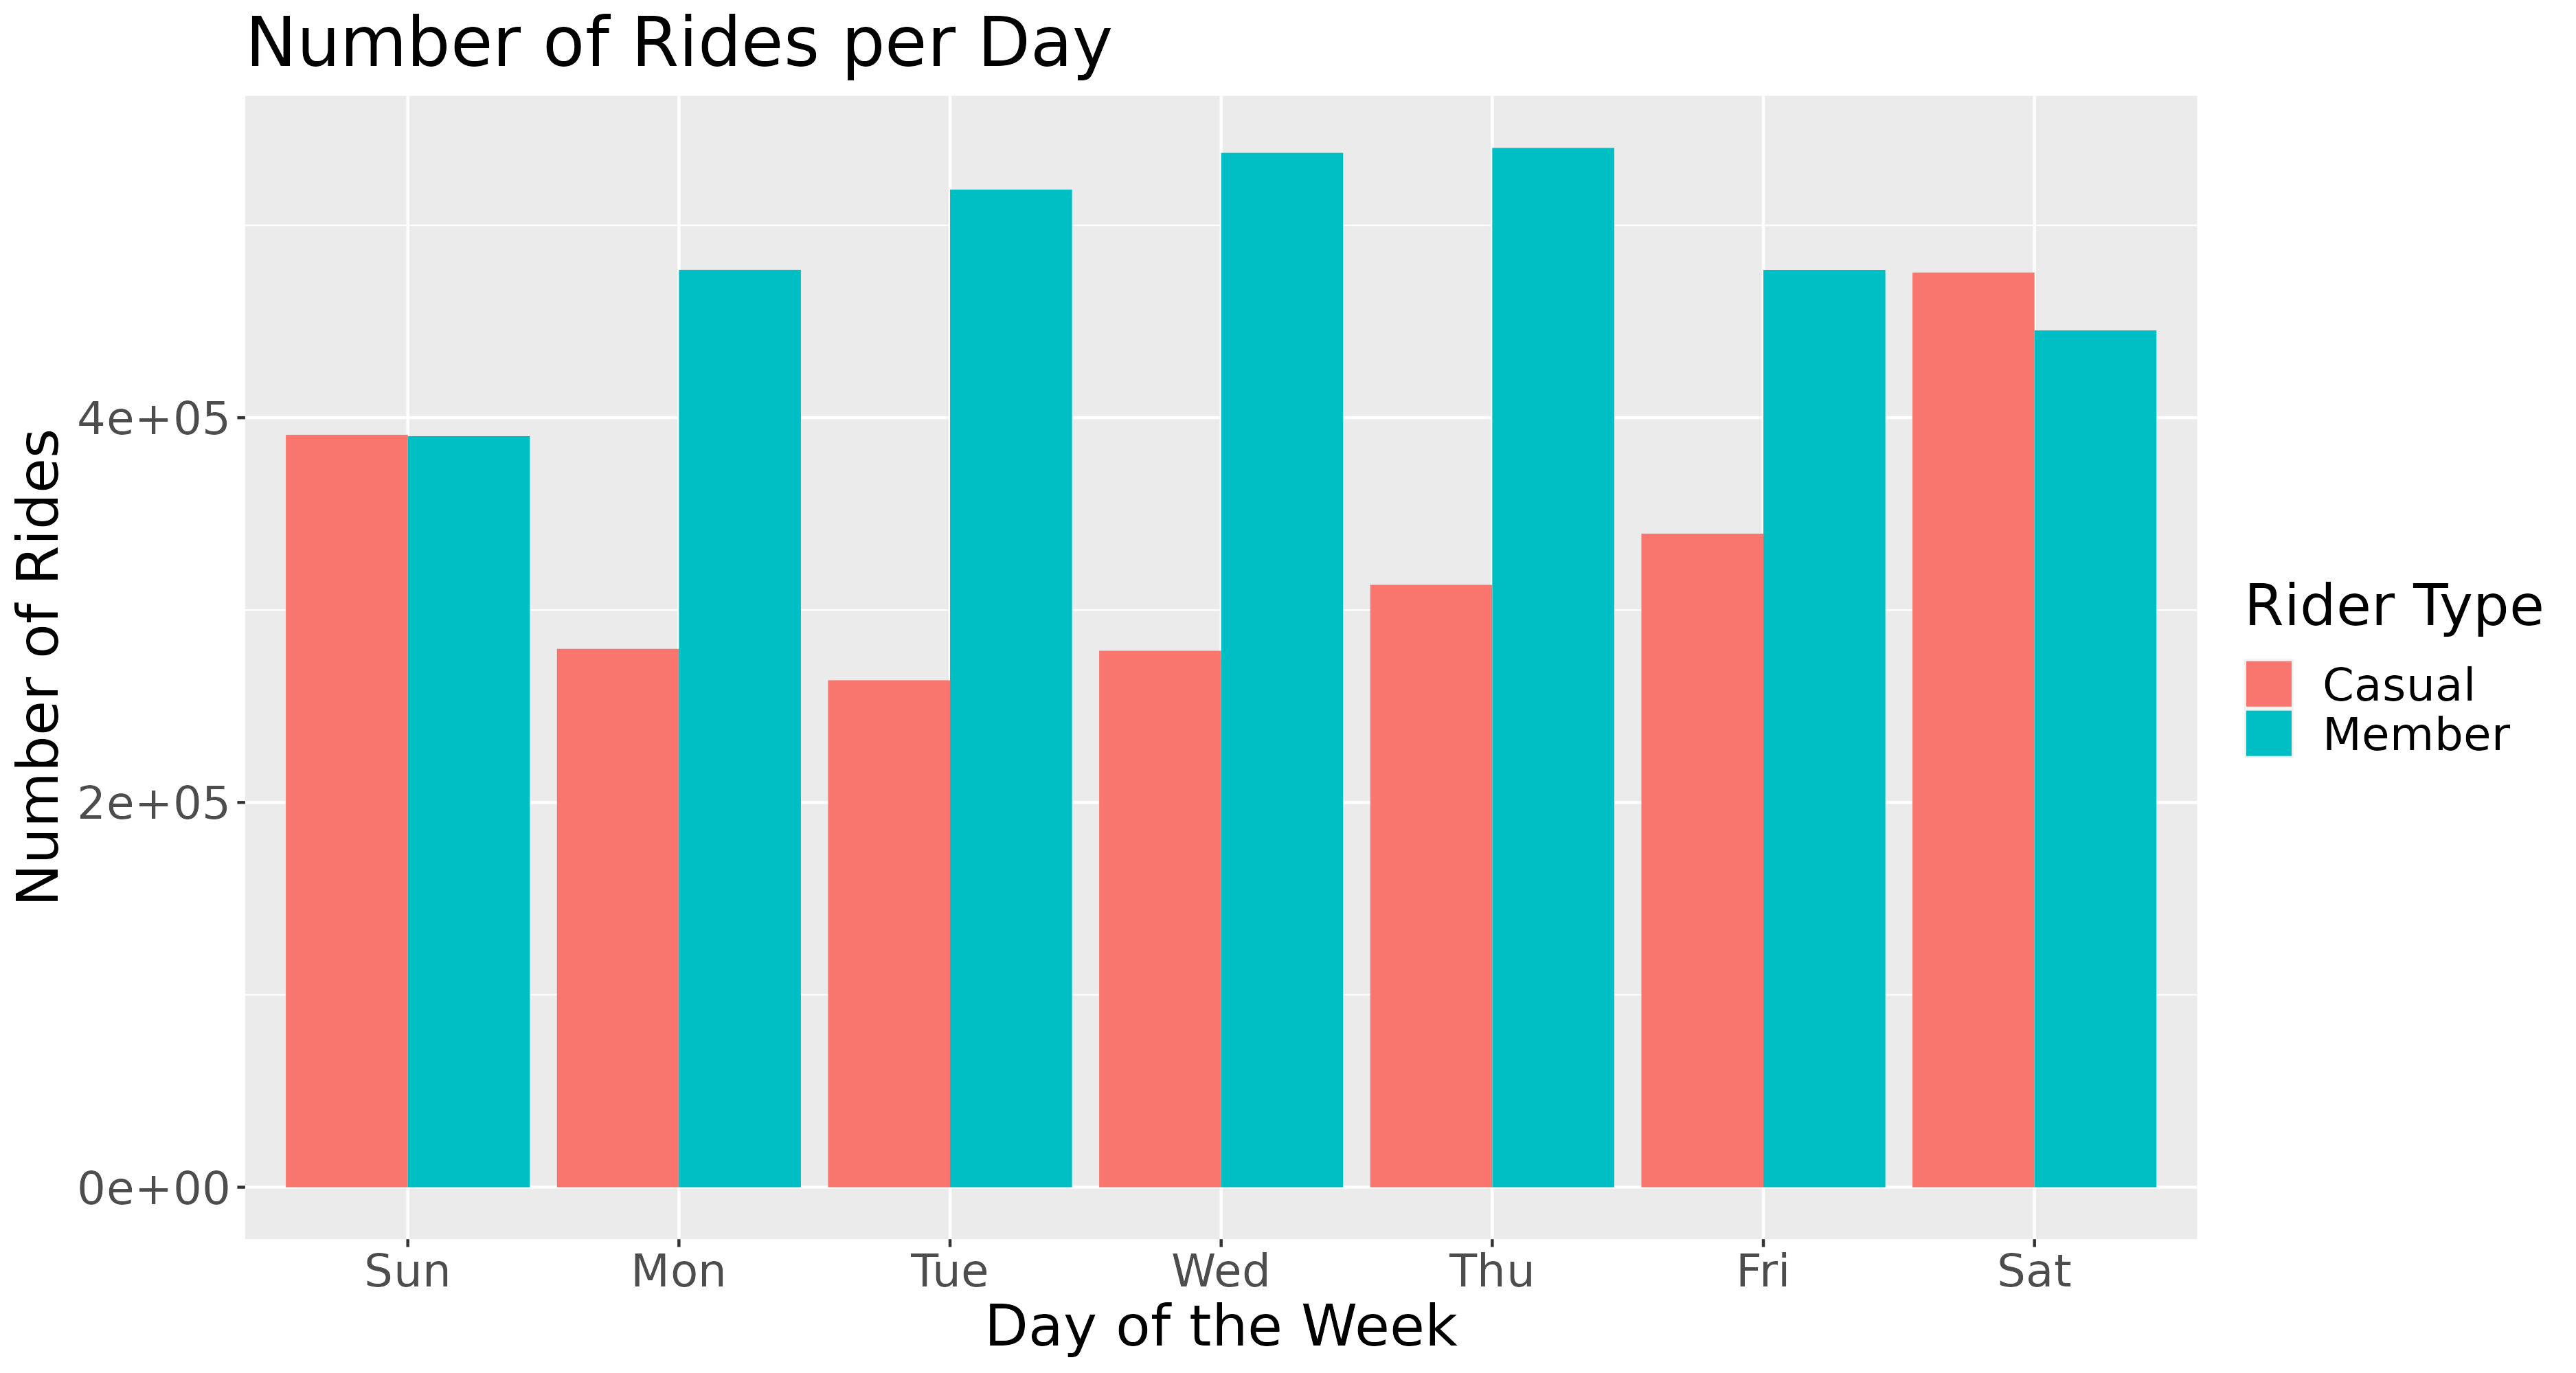 Number of Rides per Day
Number of Rides
4e+05
2e+05
0e+00
Sun Mon Tue Wed Thu Fri Sat
Day of the Week
Rider Type
Casual
Member